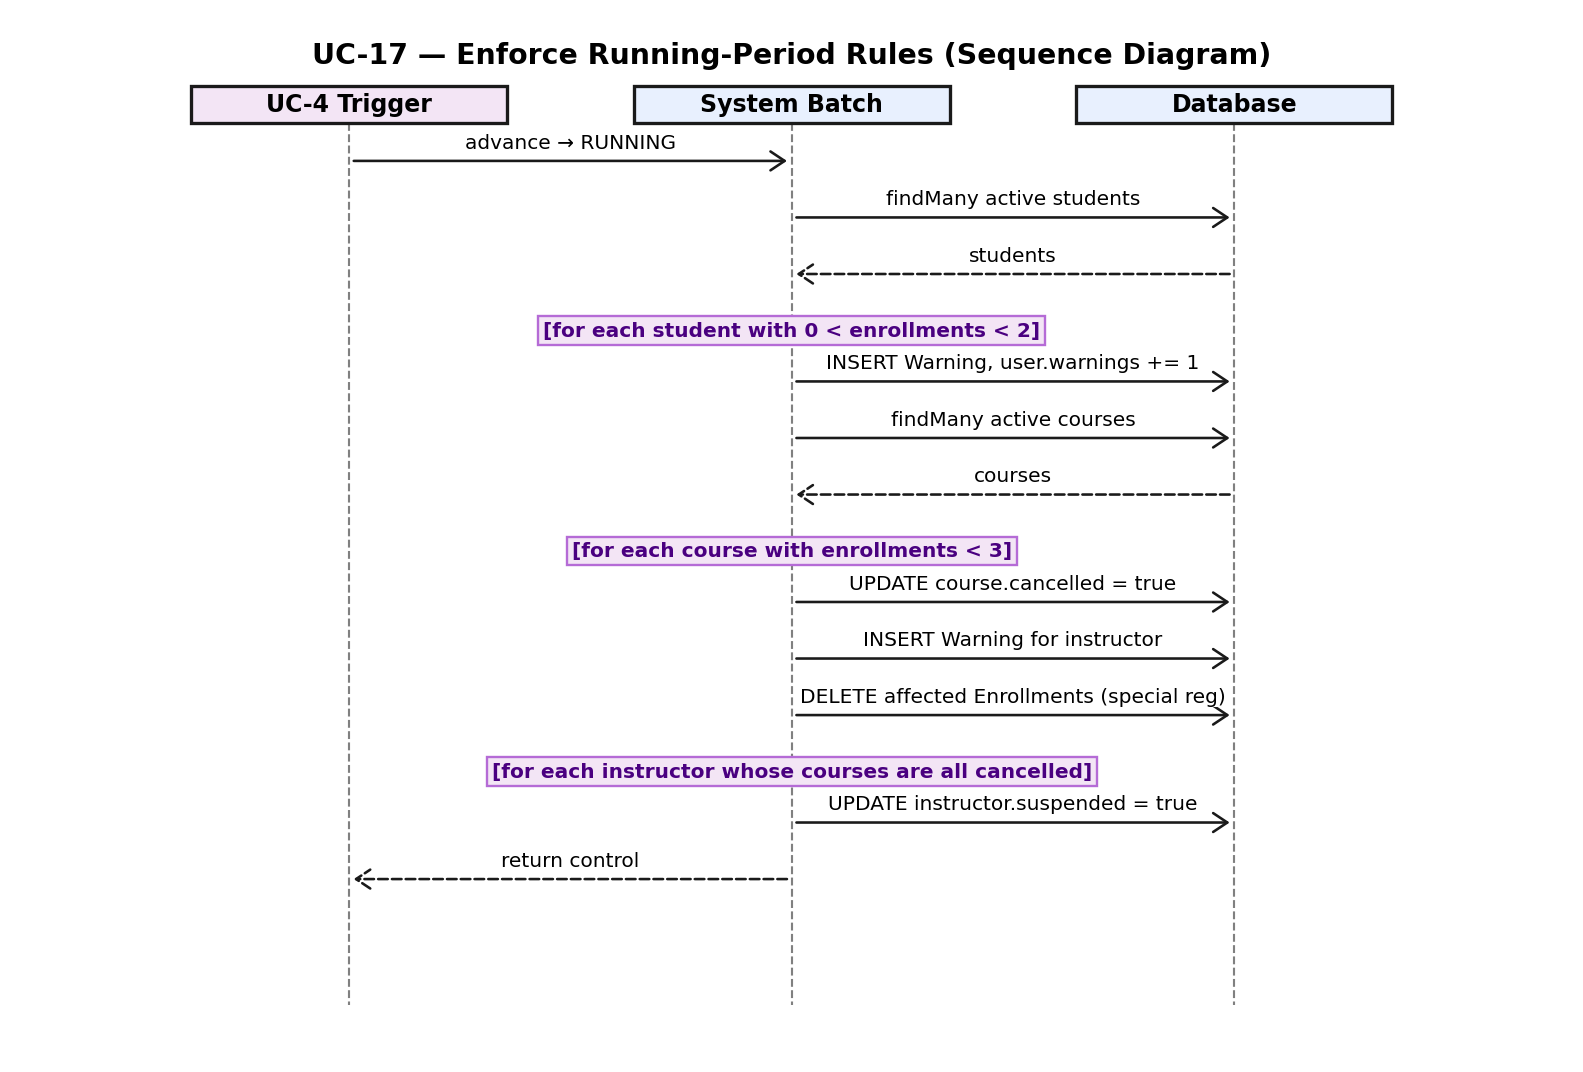 UC-17 — Enforce Running-Period Rules (Sequence Diagram)
UC-4 Trigger
System Batch
Database
advance → RUNNING
findMany active students
students
[for each student with 0 < enrollments < 2]
INSERT Warning, user.warnings += 1
findMany active courses
courses
[for each course with enrollments < 3]
UPDATE course.cancelled = true
INSERT Warning for instructor
DELETE affected Enrollments (special reg)
[for each instructor whose courses are all cancelled]
UPDATE instructor.suspended = true
return control